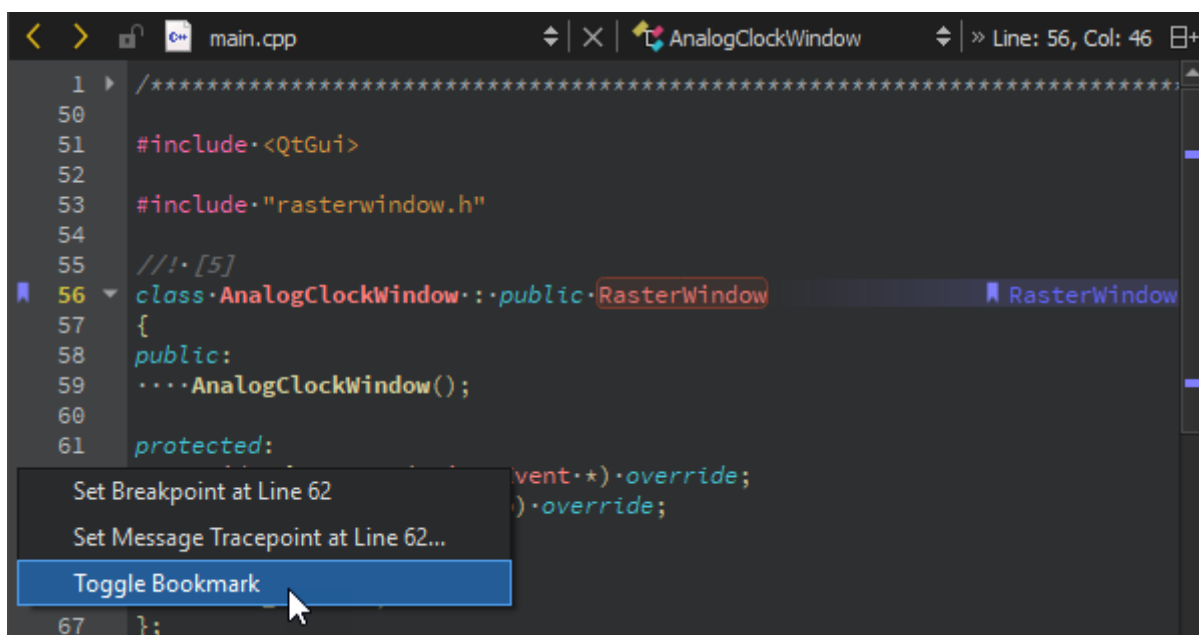 main.cpp AnalogClockWindow » Line: 56, Col: 46
1 /******************************************************************************
50
51 #include <QtGui>
52
53 #include "rasterwindow.h"
54
55 //! [5]
56 class AnalogClockWindow : public RasterWindow RasterWindow
57 {
58 public:
59 AnalogClockWindow();
60
61 protected:
*) override;
Set Breakpoint at Line 62
) override;
Set Message Tracepoint at Line 62...
Toggle Bookmark
67 };